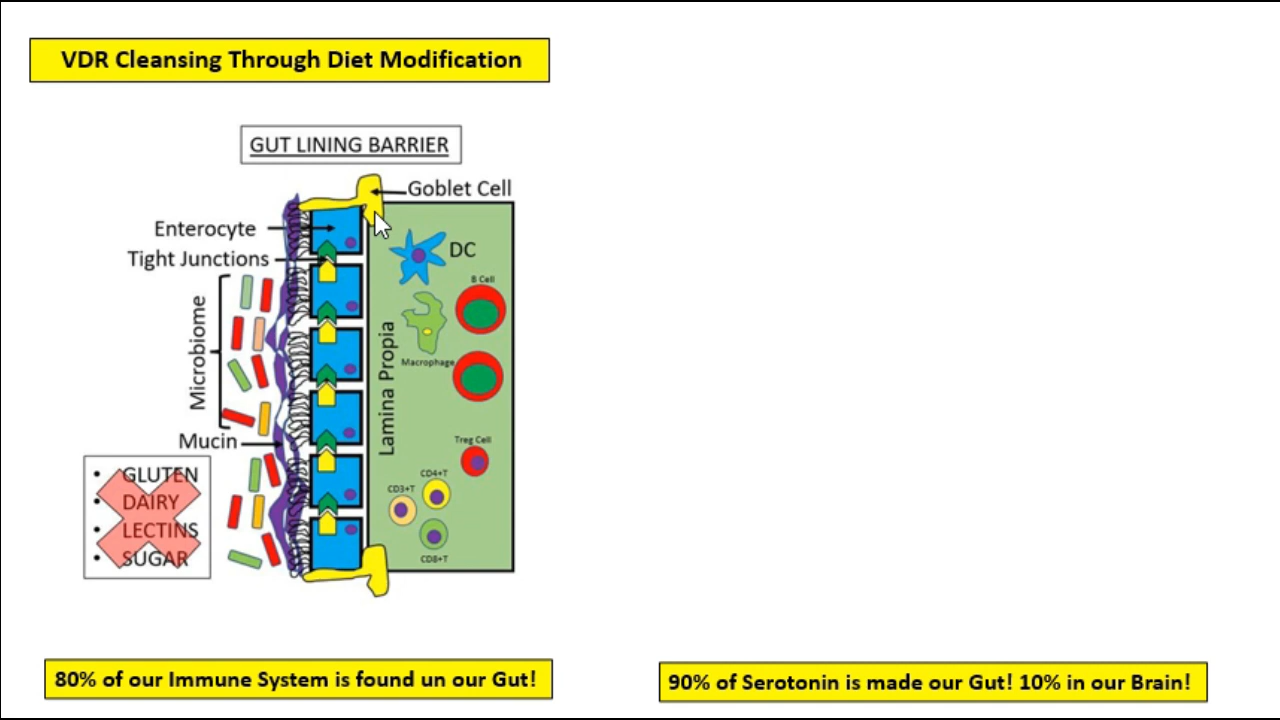 VDR Cleansing Through Diet Modification
GUT LINING BARRIER
Goblet Cell
Enterocyte
Tight Junctions
DC
B Cell
Microbiome
Macrophage
Lamina Propia
Mucin
Treg Cell
CD4+T
CD3+T
CD8+T
• GLUTEN
• DAIRY
• LECTINS
• SUGAR
80% of our Immune System is found un our Gut!
90% of Serotonin is made our Gut! 10% in our Brain!